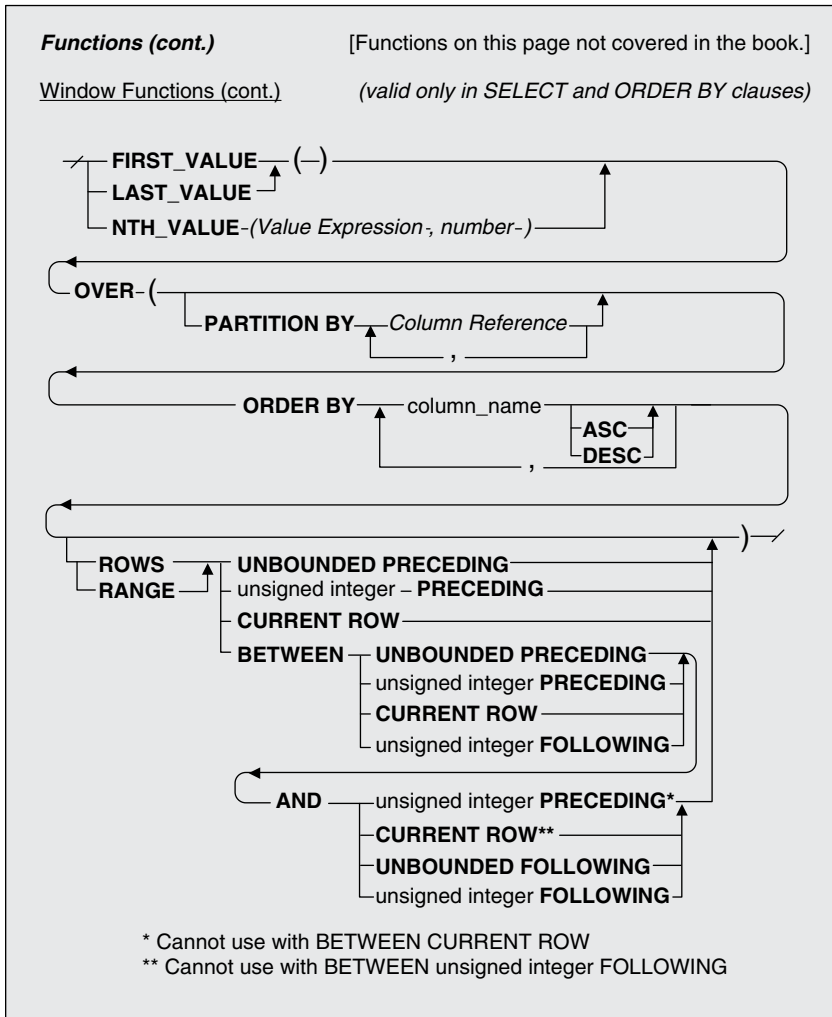 Functions (cont.) [Functions on this page not covered in the book.]
Window Functions (cont.) (valid only in SELECT and ORDER BY clauses)
FIRST_VALUE (—)
LAST_VALUE
NTH_VALUE-(Value Expression-, number-)
OVER-(
PARTITION BY Column Reference
,
ORDER BY column_name
ASC
, DESC
)
ROWS UNBOUNDED PRECEDING
RANGE unsigned integer – PRECEDING
CURRENT ROW
BETWEEN UNBOUNDED PRECEDING
unsigned integer PRECEDING
CURRENT ROW
unsigned integer FOLLOWING
AND unsigned integer PRECEDING*
CURRENT ROW**
UNBOUNDED FOLLOWING
unsigned integer FOLLOWING
* Cannot use with BETWEEN CURRENT ROW
** Cannot use with BETWEEN unsigned integer FOLLOWING